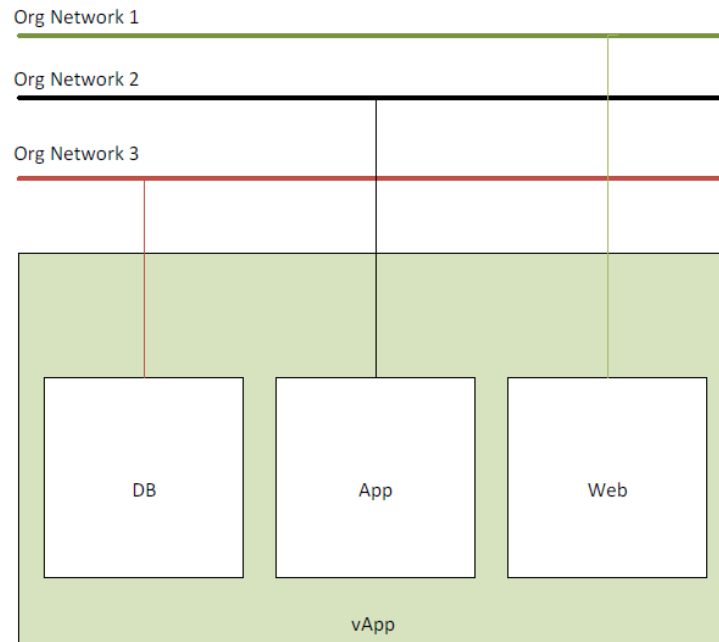 Org Network 1
Org Network 2
Org Network 3
DB
App
Web
vApp